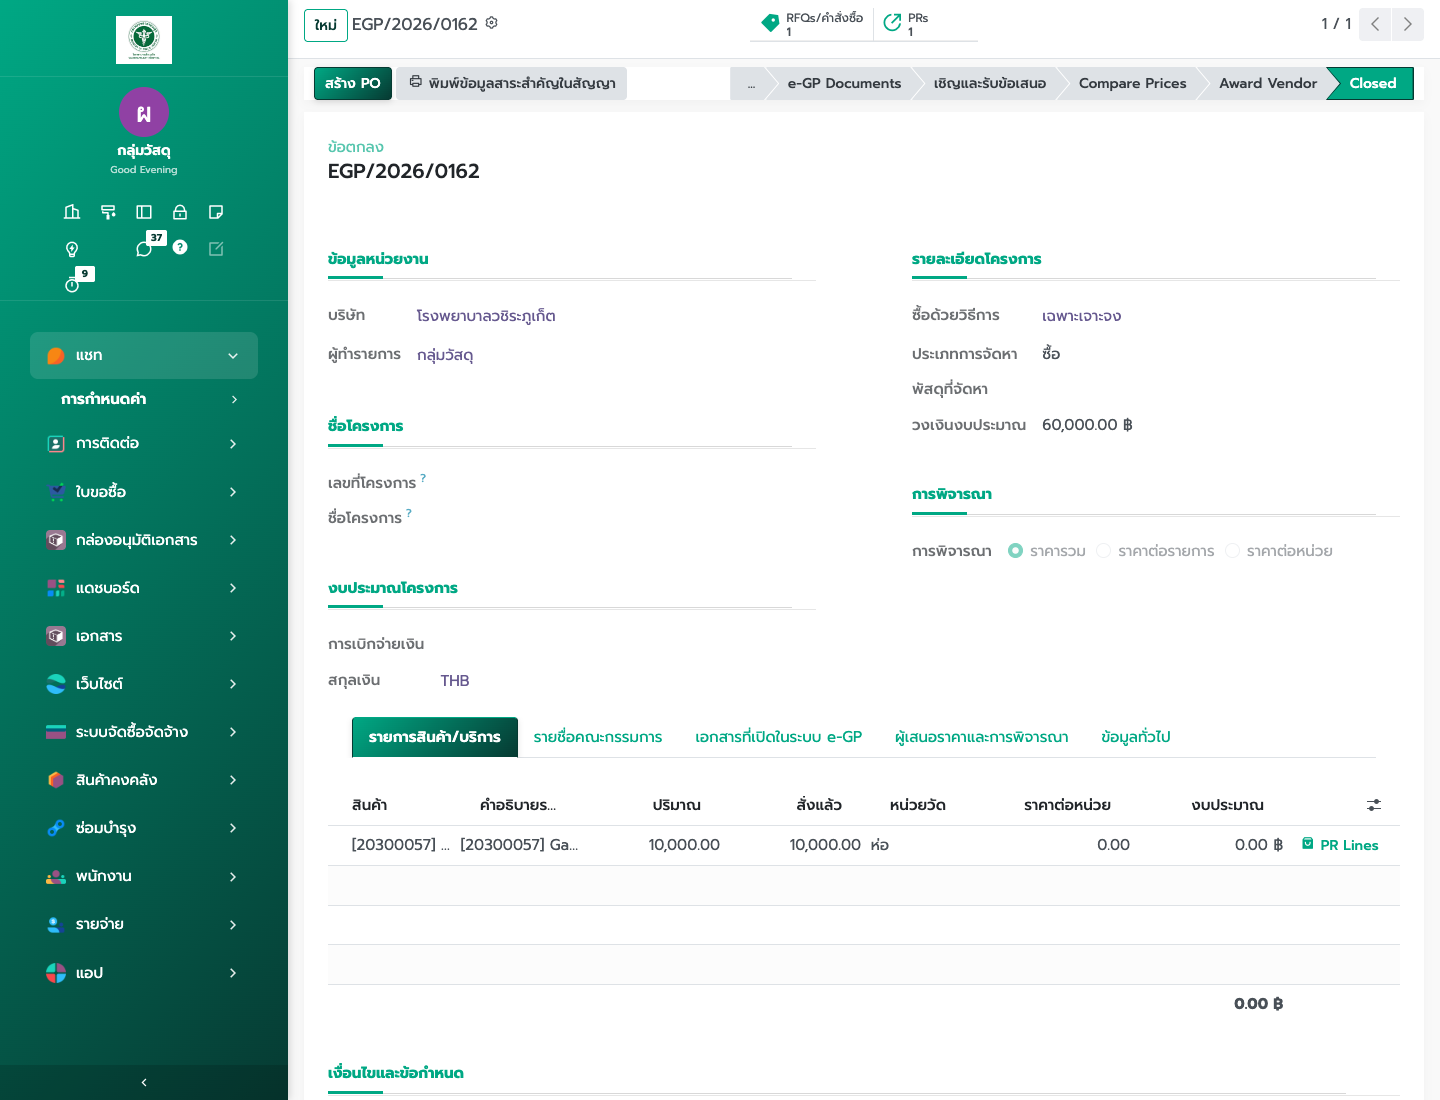 ใหม่ EGP/2026/0162
RFQs/คำสั่งซื้อ
1
PRs
1
1 / 1
สร้าง PO
พิมพ์ข้อมูลสาระสำคัญในสัญญา
... e-GP Documents เชิญและรับข้อเสนอ Compare Prices Award Vendor Closed
ผ
กลุ่มวัสดุ
Good Evening
37
?
9
แชท
การกำหนดค่า
การติดต่อ
ใบขอซื้อ
กล่องอนุมัติเอกสาร
แดชบอร์ด
เอกสาร
เว็บไซต์
ระบบจัดซื้อจัดจ้าง
สินค้าคงคลัง
ซ่อมบำรุง
พนักงาน
รายจ่าย
แอป
ข้อตกลง
EGP/2026/0162
ข้อมูลหน่วยงาน
บริษัท โรงพยาบาลวชิระภูเก็ต
ผู้ทำรายการ กลุ่มวัสดุ
รายละเอียดโครงการ
ซื้อด้วยวิธีการ เฉพาะเจาะจง
ประเภทการจัดหา ซื้อ
พัสดุที่จัดหา
วงเงินงบประมาณ 60,000.00 ฿
ชื่อโครงการ
เลขที่โครงการ ?
ชื่อโครงการ ?
การพิจารณา
การพิจารณา ราคารวม ราคาต่อรายการ ราคาต่อหน่วย
งบประมาณโครงการ
การเบิกจ่ายเงิน
สกุลเงิน THB
รายการสินค้า/บริการ รายชื่อคณะกรรมการ เอกสารที่เปิดในระบบ e-GP ผู้เสนอราคาและการพิจารณา ข้อมูลทั่วไป
สินค้า คำอธิบายร... ปริมาณ สั่งแล้ว หน่วยวัด ราคาต่อหน่วย งบประมาณ
[20300057] ... [20300057] Ga... 10,000.00 10,000.00 ห่อ 0.00 0.00 ฿ PR Lines
0.00 ฿
เงื่อนไขและข้อกำหนด